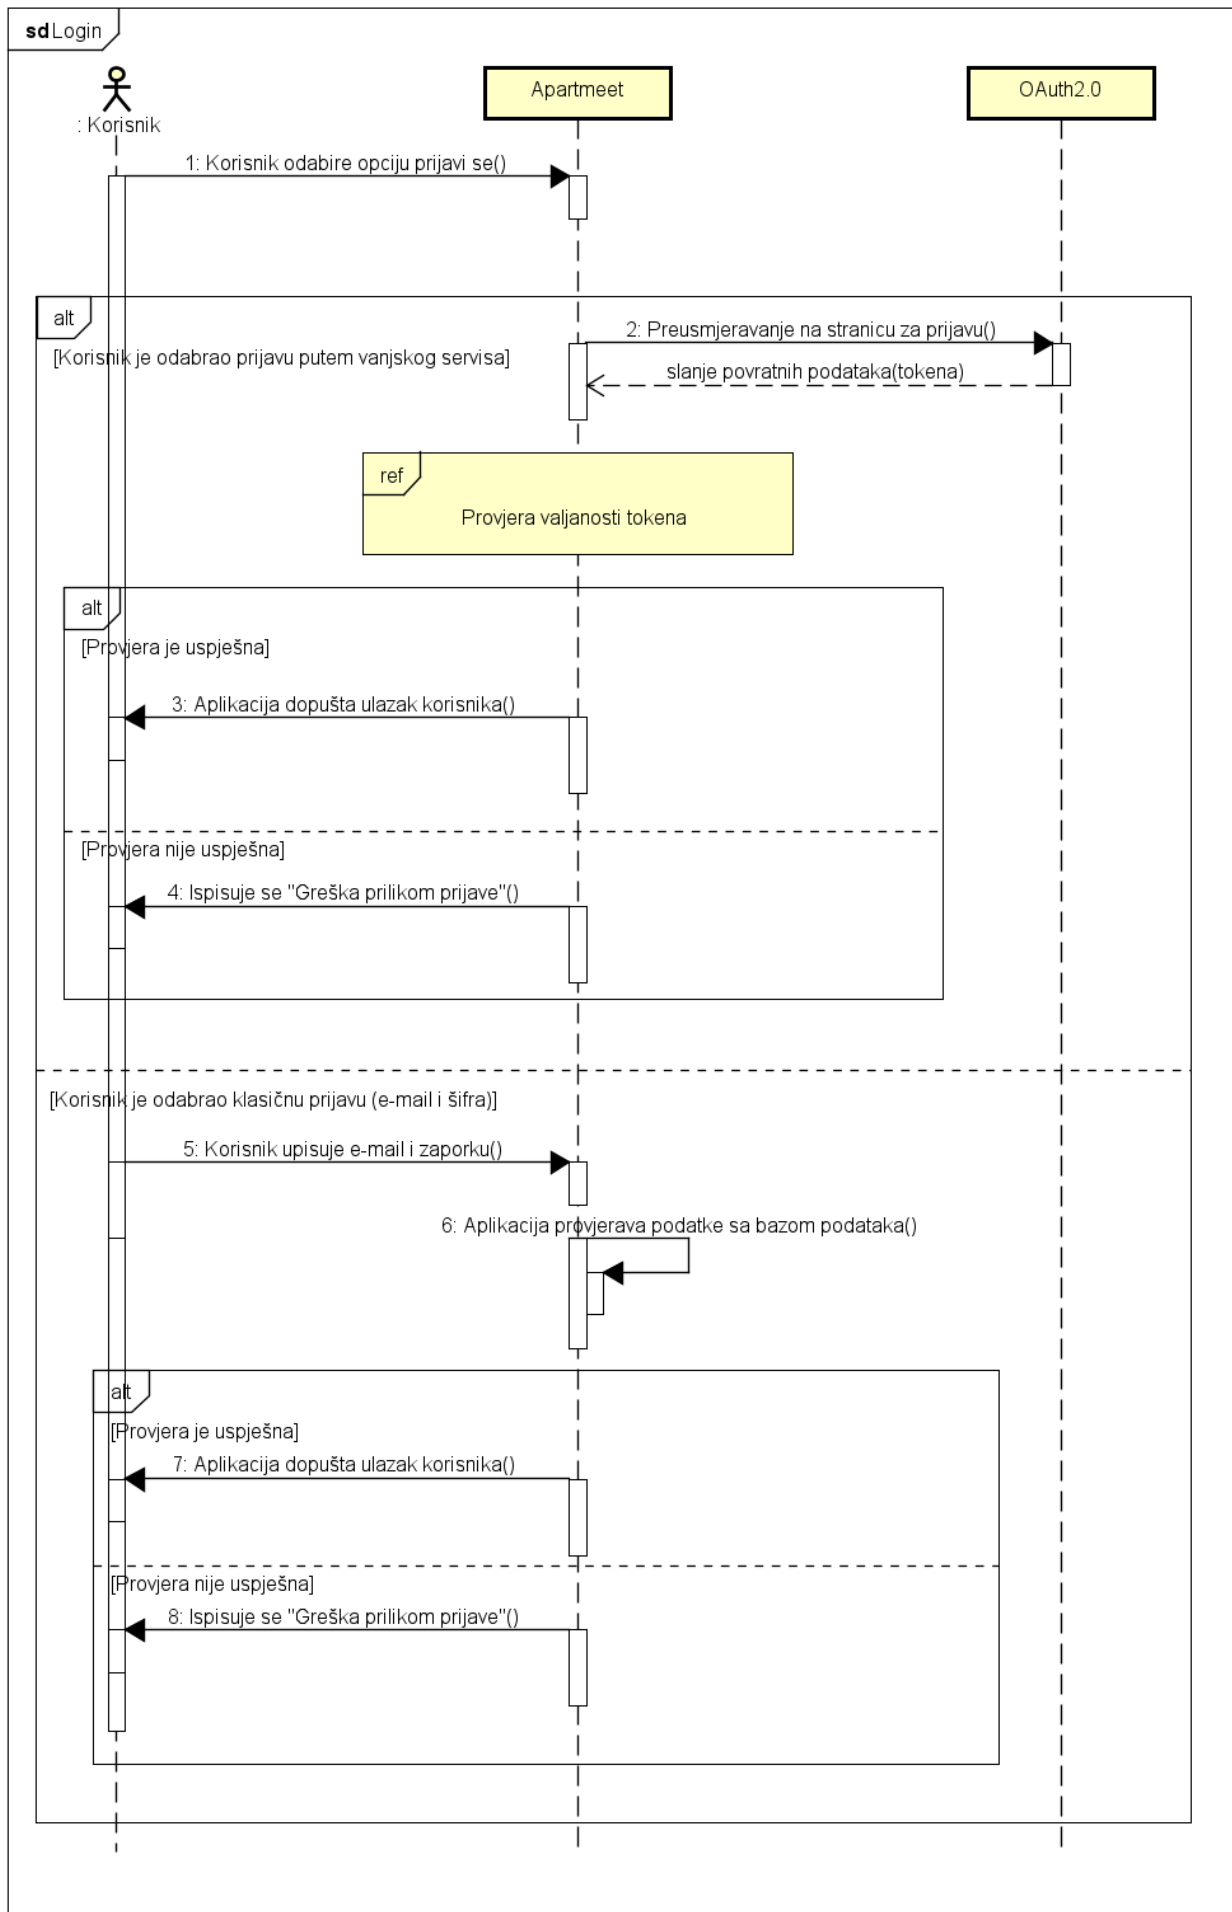 sd Login
: Korisnik
Apartmeet
OAuth2.0
1: Korisnik odabire opciju prijavi se()
alt
2: Preusmjeravanje na stranicu za prijavu()
[Korisnik je odabrao prijavu putem vanjskog servisa]
slanje povratnih podataka(tokena)
ref
Provjera valjanosti tokena
alt
[Provjera je uspješna]
3: Aplikacija dopušta ulazak korisnika()
[Provjera nije uspješna]
4: Ispisuje se "Greška prilikom prijave"()
[Korisnik je odabrao klasičnu prijavu (e-mail i šifra)]
5: Korisnik upisuje e-mail i zaporku()
6: Aplikacija provjerava podatke sa bazom podataka()
alt
[Provjera je uspješna]
7: Aplikacija dopušta ulazak korisnika()
[Provjera nije uspješna]
8: Ispisuje se "Greška prilikom prijave"()